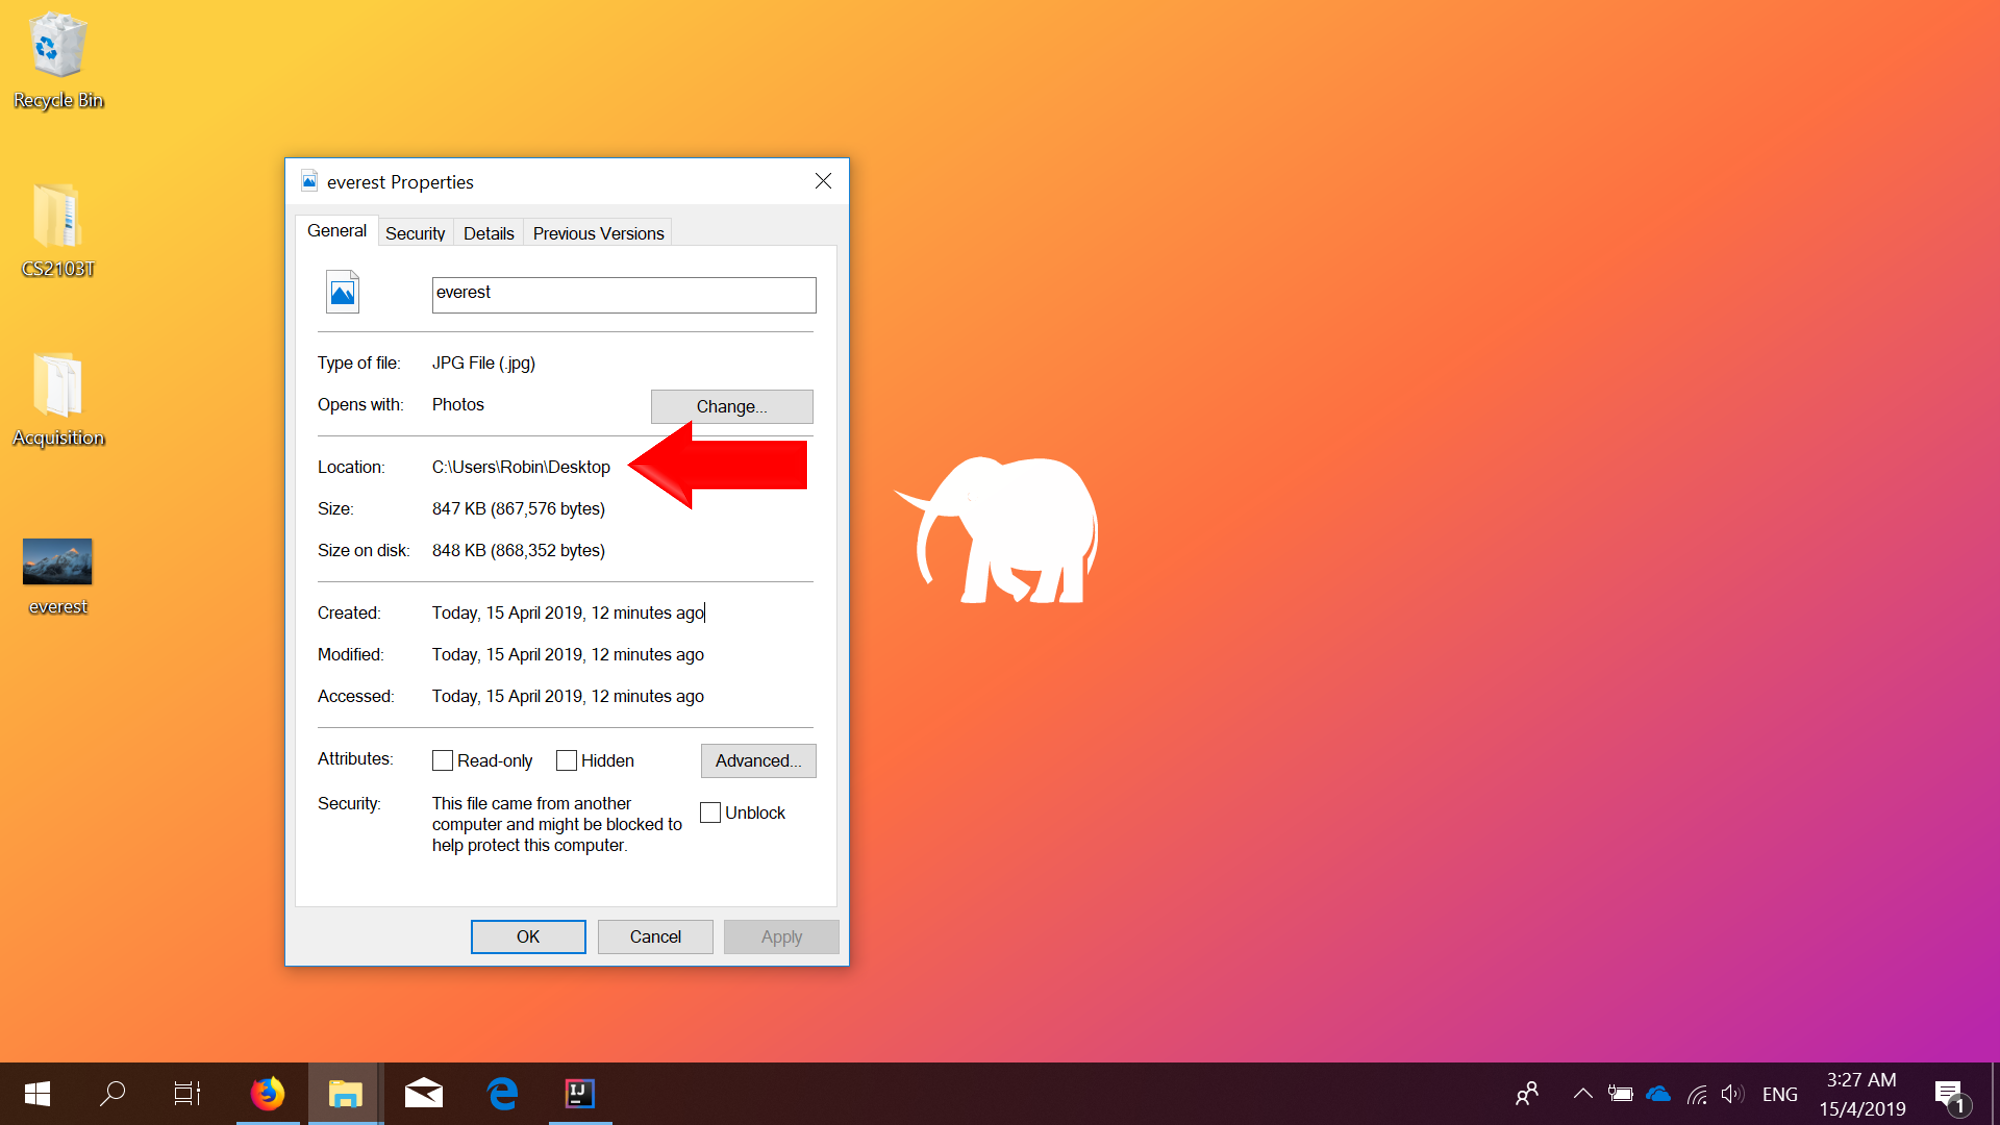 Recycle Bin
CS2103T
Acquisition
everest
everest Properties
General Security Details Previous Versions
everest
Type of file: JPG File (.jpg)
Opens with: Photos Change...
Location: C:\Users\Robin\Desktop
Size: 847 KB (867,576 bytes)
Size on disk: 848 KB (868,352 bytes)
Created: Today, 15 April 2019, 12 minutes ago
Modified: Today, 15 April 2019, 12 minutes ago
Accessed: Today, 15 April 2019, 12 minutes ago
Attributes: Read-only Hidden Advanced...
Security: This file came from another
computer and might be blocked to
help protect this computer.
Unblock
OK Cancel Apply
IJ
ENG
3:27 AM
15/4/2019
1